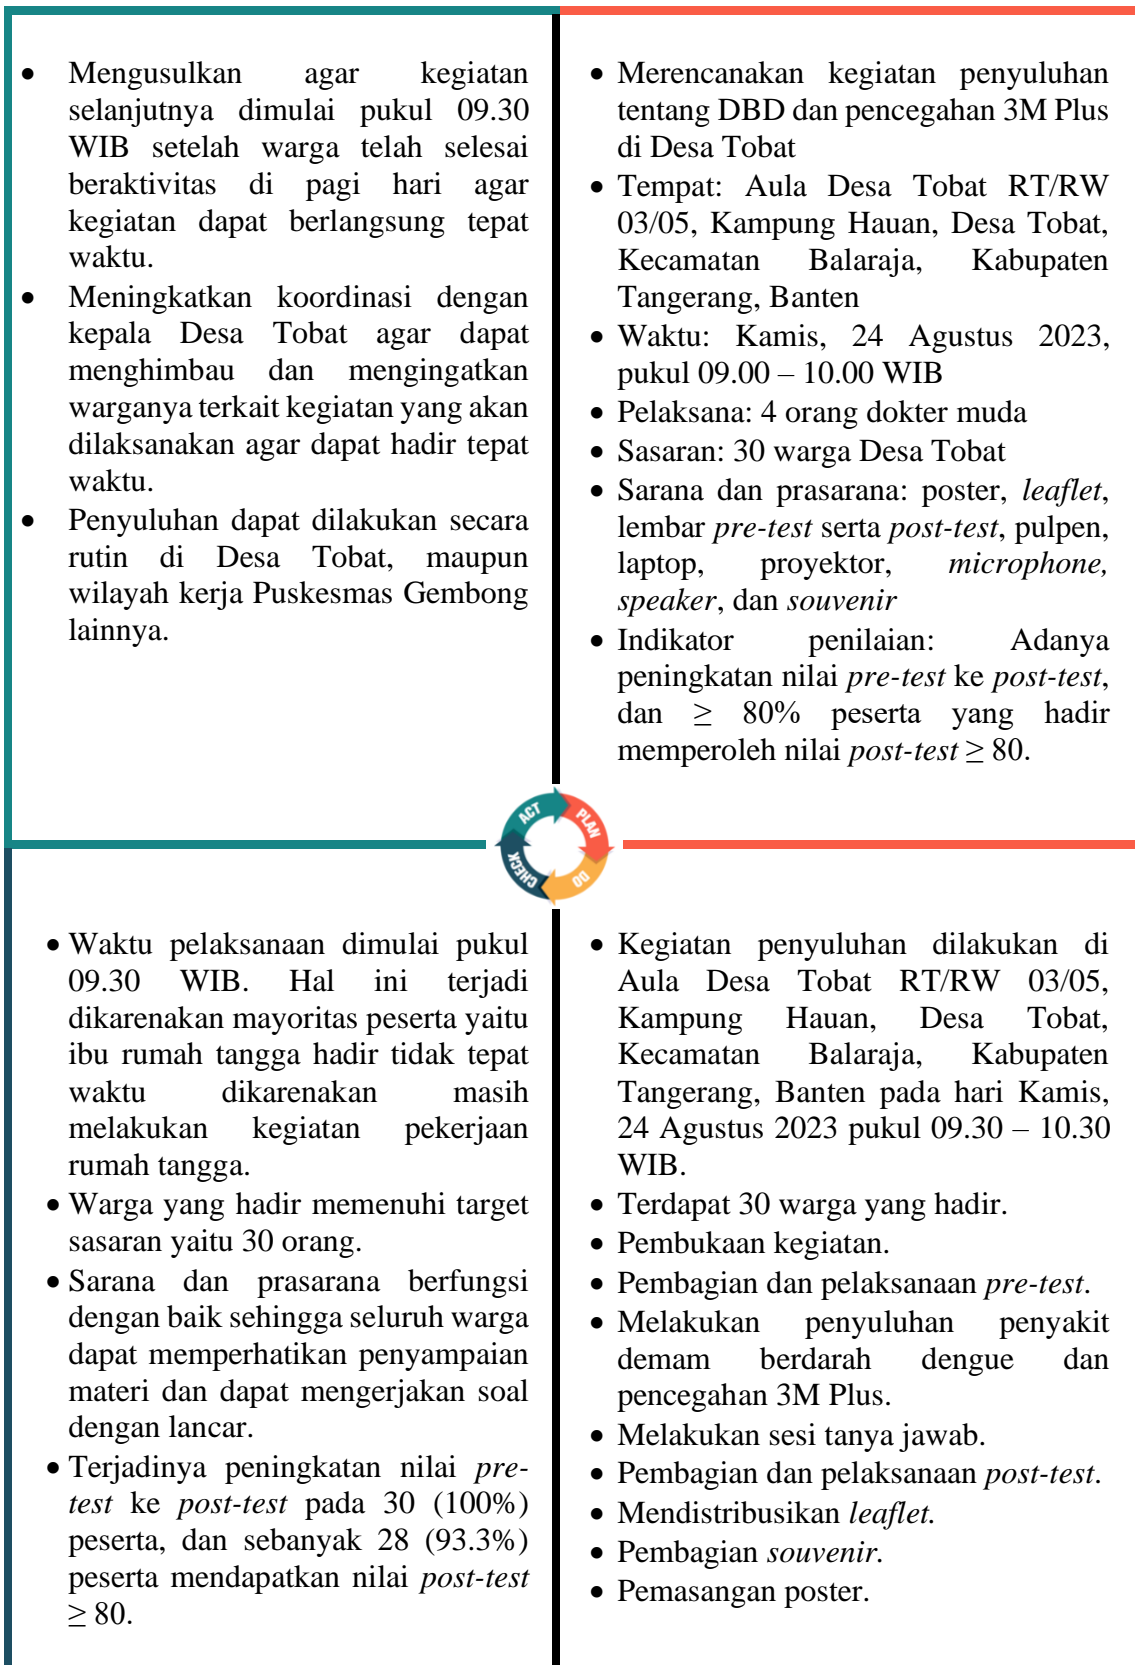 • Mengusulkan agar kegiatan
selanjutnya dimulai pukul 09.30
WIB setelah warga telah selesai
beraktivitas di pagi hari agar
kegiatan dapat berlangsung tepat
waktu.
• Meningkatkan koordinasi dengan
kepala Desa Tobat agar dapat
menghimbau dan mengingatkan
warganya terkait kegiatan yang akan
dilaksanakan agar dapat hadir tepat
waktu.
• Penyuluhan dapat dilakukan secara
rutin di Desa Tobat, maupun
wilayah kerja Puskesmas Gembong
lainnya.
• Merencanakan kegiatan penyuluhan
tentang DBD dan pencegahan 3M Plus
di Desa Tobat
• Tempat: Aula Desa Tobat RT/RW
03/05, Kampung Hauan, Desa Tobat,
Kecamatan Balaraja, Kabupaten
Tangerang, Banten
• Waktu: Kamis, 24 Agustus 2023,
pukul 09.00 – 10.00 WIB
• Pelaksana: 4 orang dokter muda
• Sasaran: 30 warga Desa Tobat
• Sarana dan prasarana: poster, leaflet,
lembar pre-test serta post-test, pulpen,
laptop, proyektor, microphone,
speaker, dan souvenir
• Indikator penilaian: Adanya
peningkatan nilai pre-test ke post-test,
dan ≥ 80% peserta yang hadir
memperoleh nilai post-test ≥ 80.
ACT
PLAN
CHECK
DO
• Waktu pelaksanaan dimulai pukul
09.30 WIB. Hal ini terjadi
dikarenakan mayoritas peserta yaitu
ibu rumah tangga hadir tidak tepat
waktu dikarenakan masih
melakukan kegiatan pekerjaan
rumah tangga.
• Warga yang hadir memenuhi target
sasaran yaitu 30 orang.
• Sarana dan prasarana berfungsi
dengan baik sehingga seluruh warga
dapat memperhatikan penyampaian
materi dan dapat mengerjakan soal
dengan lancar.
• Terjadinya peningkatan nilai pre-
test ke post-test pada 30 (100%)
peserta, dan sebanyak 28 (93.3%)
peserta mendapatkan nilai post-test
≥ 80.
• Kegiatan penyuluhan dilakukan di
Aula Desa Tobat RT/RW 03/05,
Kampung Hauan, Desa Tobat,
Kecamatan Balaraja, Kabupaten
Tangerang, Banten pada hari Kamis,
24 Agustus 2023 pukul 09.30 – 10.30
WIB.
• Terdapat 30 warga yang hadir.
• Pembukaan kegiatan.
• Pembagian dan pelaksanaan pre-test.
• Melakukan penyuluhan penyakit
demam berdarah dengue dan
pencegahan 3M Plus.
• Melakukan sesi tanya jawab.
• Pembagian dan pelaksanaan post-test.
• Mendistribusikan leaflet.
• Pembagian souvenir.
• Pemasangan poster.